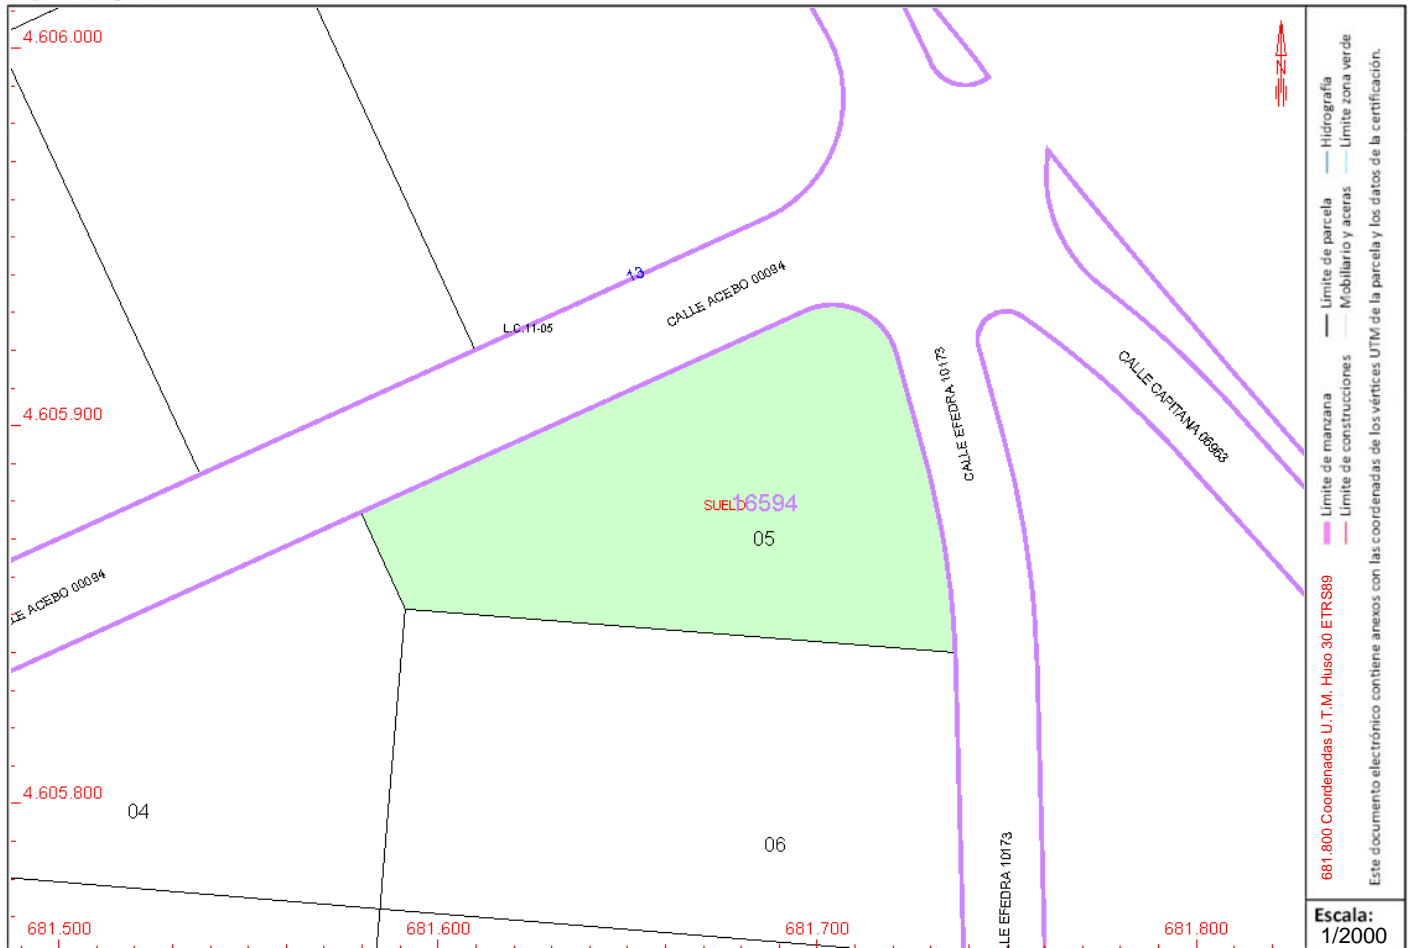 4.606.000
13
CALLE ACEBO 00094
L.C.11-05
CALLE EFEDRA 10173
CALLE CAPITANA 06963
4.605.900
SUELO
16594
05
LE ACEBO 00094
4.605.800
04
06
LLE EFEDRA 10173
681.500
681.600
681.700
681.800
N
681.800 Coordenadas U.T.M. Huso 30 ETRS89
Límite de manzana
Límite de parcela
Hidrografía
Límite de construcciones
Mobiliario y aceras
Límite zona verde
Este documento electrónico contiene anexos con las coordenadas de los vértices UTM de la parcela y los datos de la certificación.
Escala:
1/2000